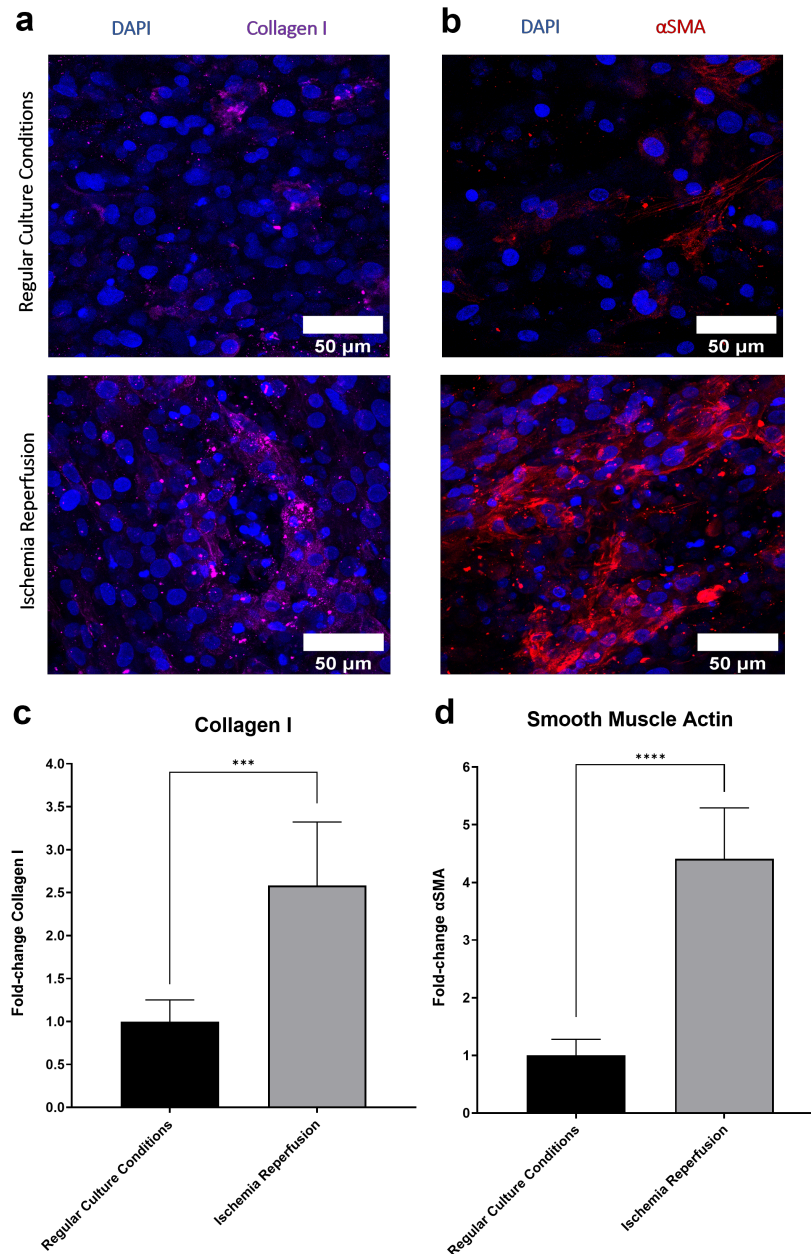 a
DAPI
Collagen I
b
DAPI
αSMA
Regular Culture Conditions
50 µm
50 µm
Ischemia Reperfusion
50 µm
50 µm
c
Collagen I
***
4.0
3.5
3.0
2.5
2.0
1.5
1.0
0.5
0.0
Fold-change Collagen I
Regular Culture Conditions
Ischemia Reperfusion
d
Smooth Muscle Actin
****
6
5
4
3
2
1
0
Fold-change αSMA
Regular Culture Conditions
Ischemia Reperfusion